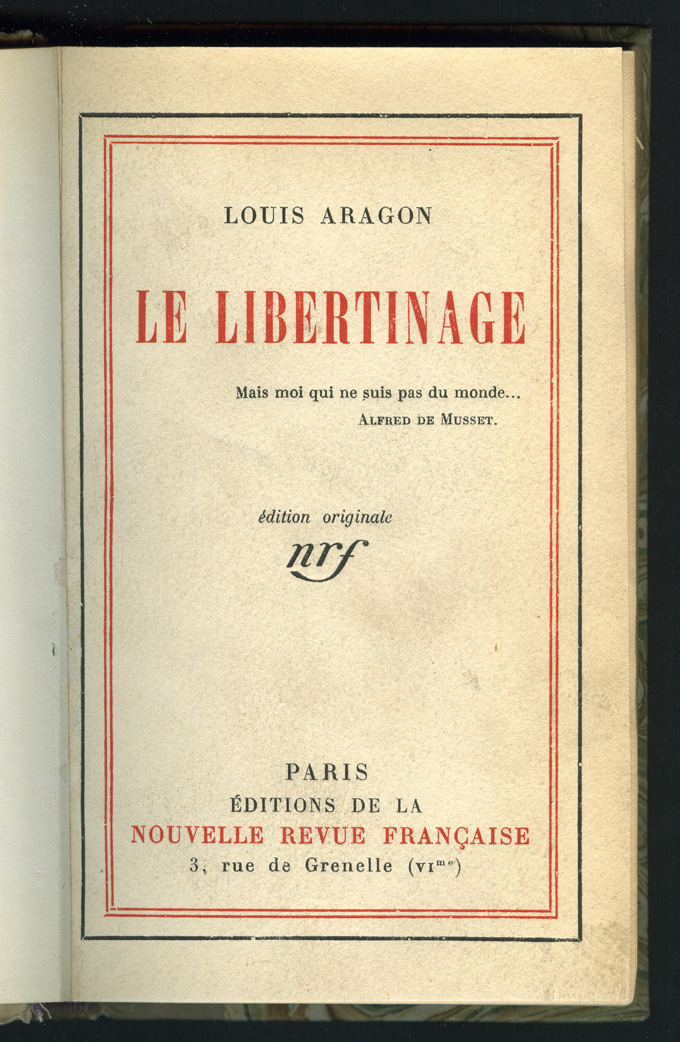 LOUIS ARAGON
LE LIBERTINAGE
Mais moi qui ne suis pas du monde...
ALFRED DE MUSSET.
édition originale
nrf
PARIS
ÉDITIONS DE LA
NOUVELLE REVUE FRANÇAISE
3, rue de Grenelle (VIᵐᵉ)